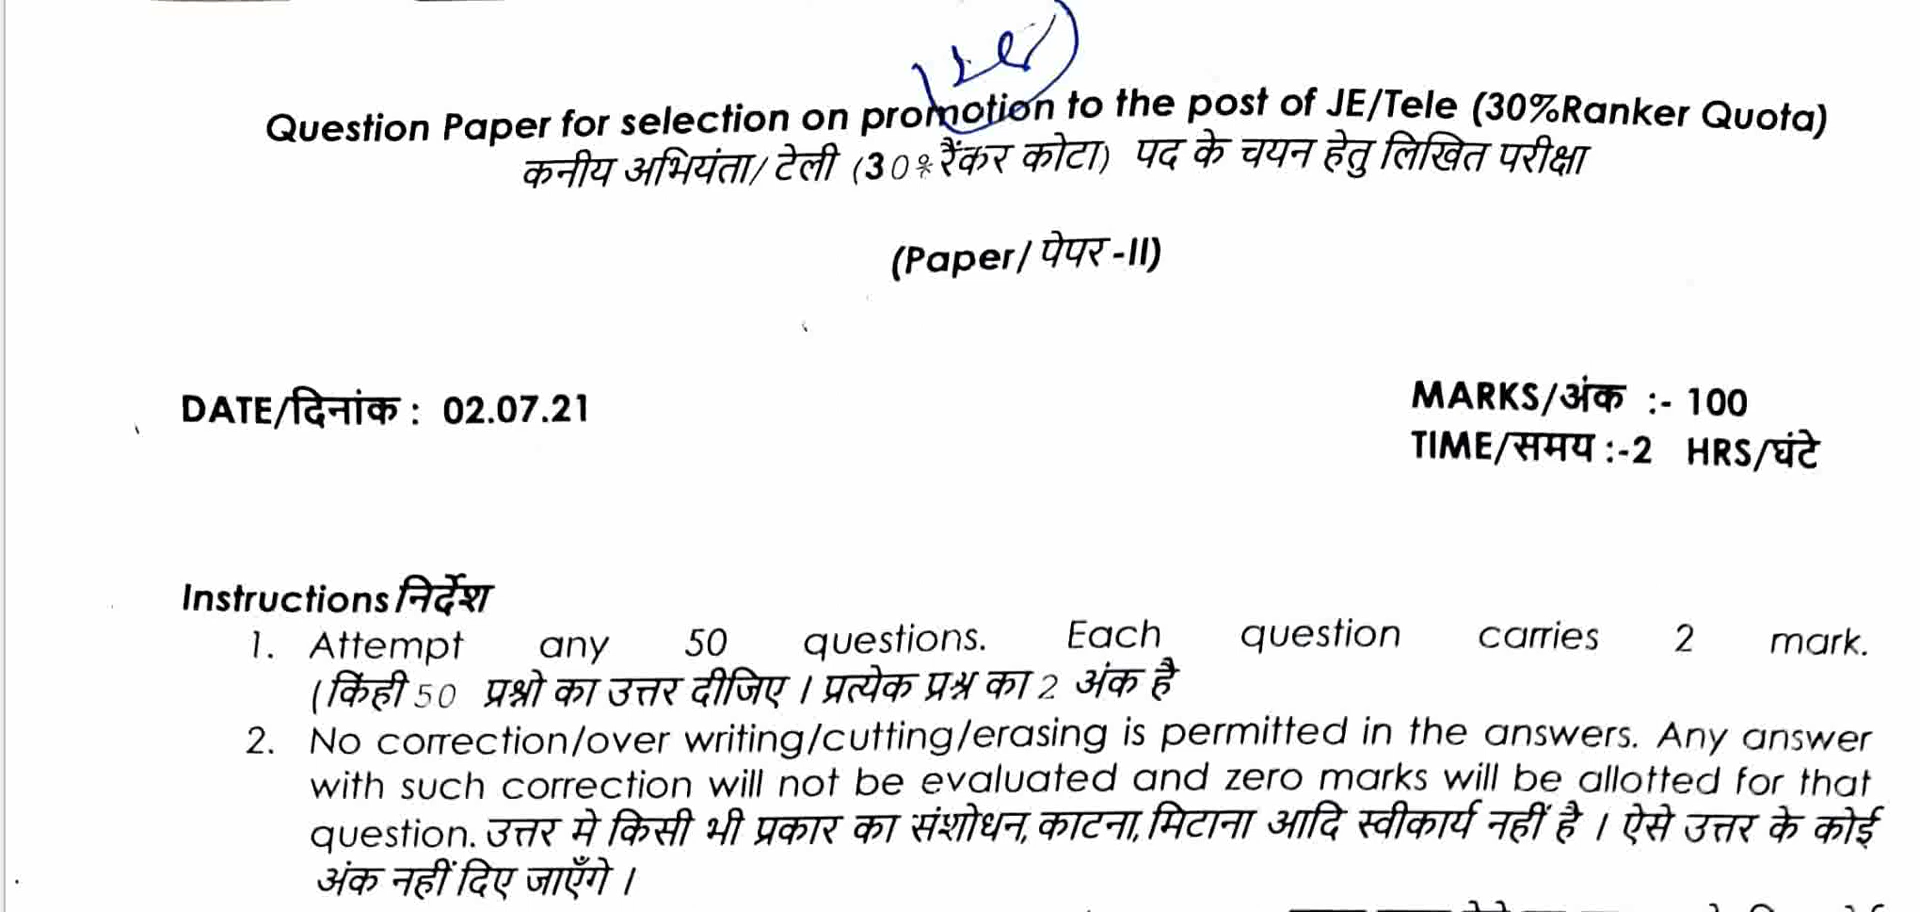 Question Paper for selection on promotion to the post of JE/Tele (30%Ranker Quota)
कनीय अभियंता/ टेली (30%रैंकर कोटा) पद के चयन हेतु लिखित परीक्षा
(Paper/ पेपर -II)
DATE/दिनांक : 02.07.21
MARKS/अंक :- 100
TIME/समय :-2 HRS/घंटे
Instructions/निर्देश
1. Attempt any 50 questions. Each question carries 2 mark.
(किंही 50 प्रश्नो का उत्तर दीजिए । प्रत्येक प्रश्न का 2 अंक है
2. No correction/over writing/cutting/erasing is permitted in the answers. Any answer
with such correction will not be evaluated and zero marks will be allotted for that
question. उत्तर मे किसी भी प्रकार का संशोधन, काटना, मिटाना आदि स्वीकार्य नहीं है । ऐसे उत्तर के कोई
अंक नहीं दिए जाएँगे ।